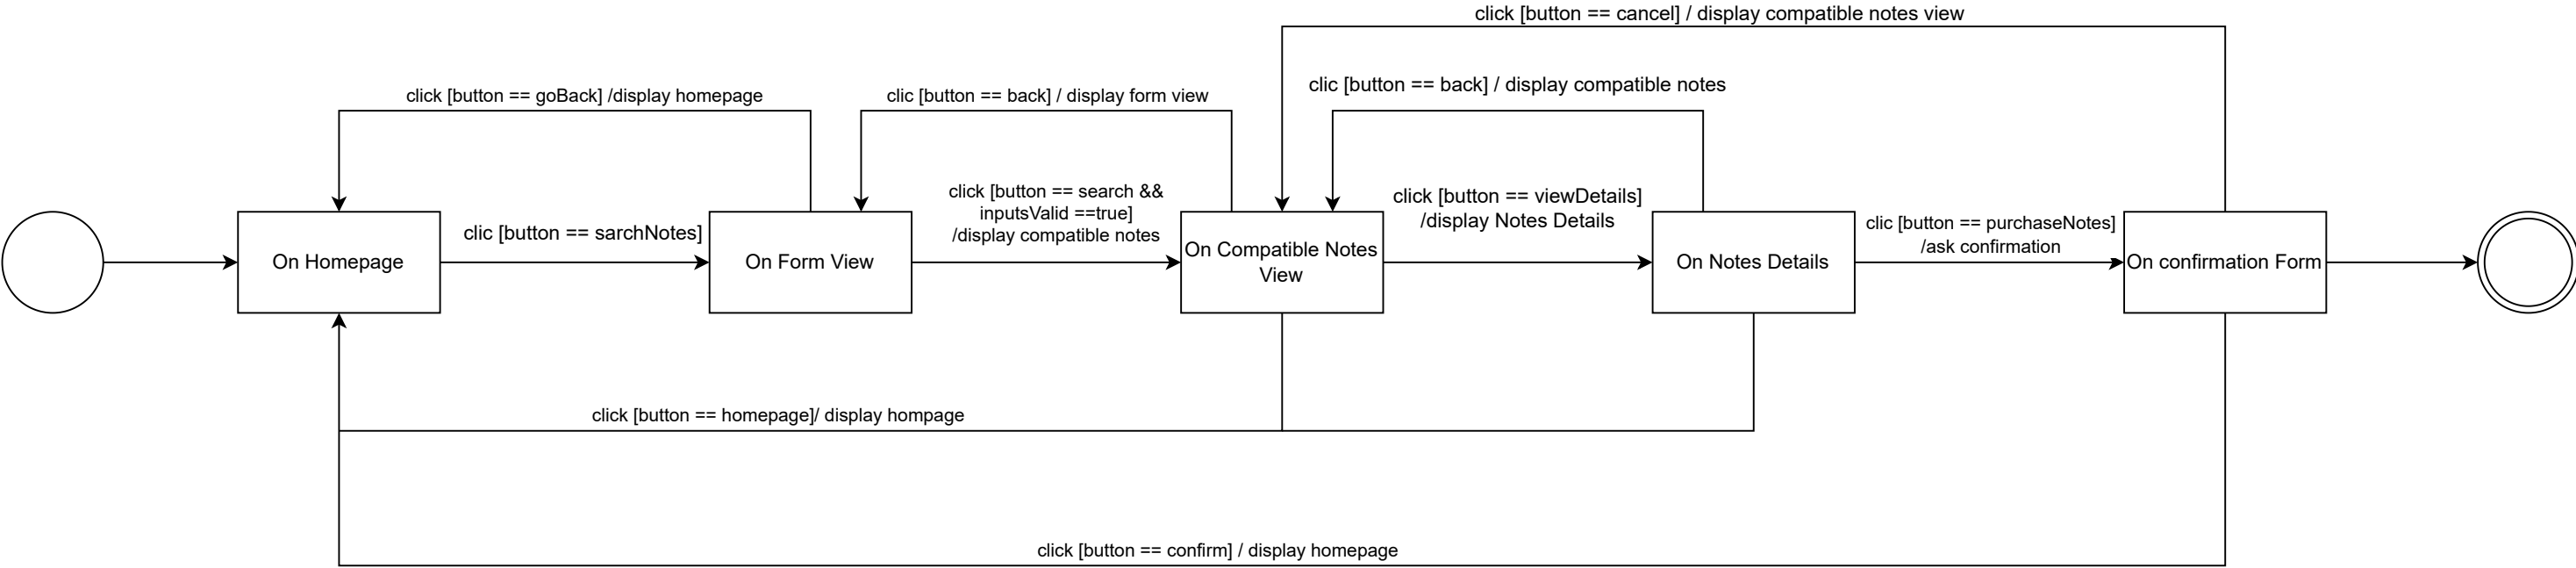 click [button == cancel] / display compatible notes view
clic [button == back] / display compatible notes
click [button == goBack] /display homepage
clic [button == back] / display form view
click [button == search &&
inputsValid ==true]
/display compatible notes
click [button == viewDetails]
/display Notes Details
clic [button == purchaseNotes]
/ask confirmation
clic [button == sarchNotes]
On Homepage
On Form View
On Compatible Notes
View
On Notes Details
On confirmation Form
click [button == homepage]/ display hompage
click [button == confirm] / display homepage